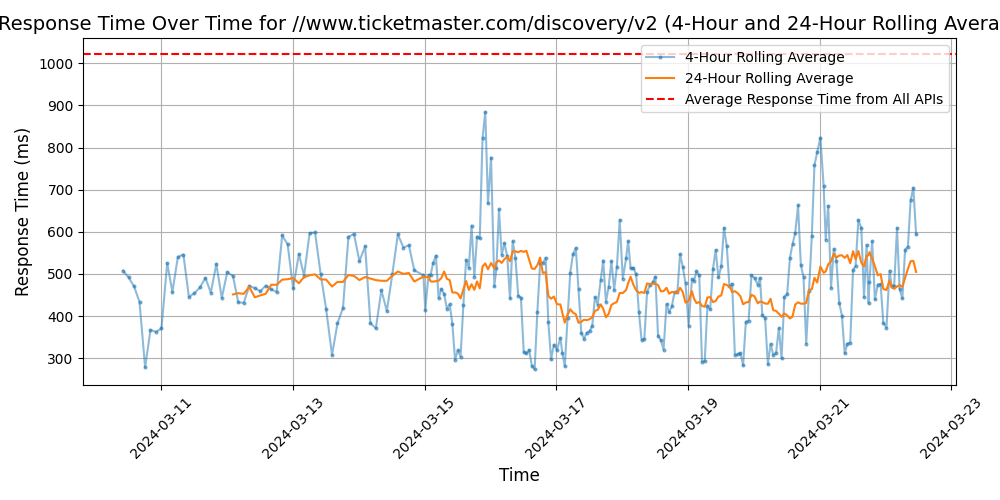 Response Time Over Time for //www.ticketmaster.com/discovery/v2 (4-Hour and 24-Hour Rolling Avera
4-Hour Rolling Average
24-Hour Rolling Average
Average Response Time from All APIs
Response Time (ms)
1000
900
800
700
600
500
400
300
2024-03-11
2024-03-13
2024-03-15
2024-03-17
2024-03-19
2024-03-21
2024-03-23
Time